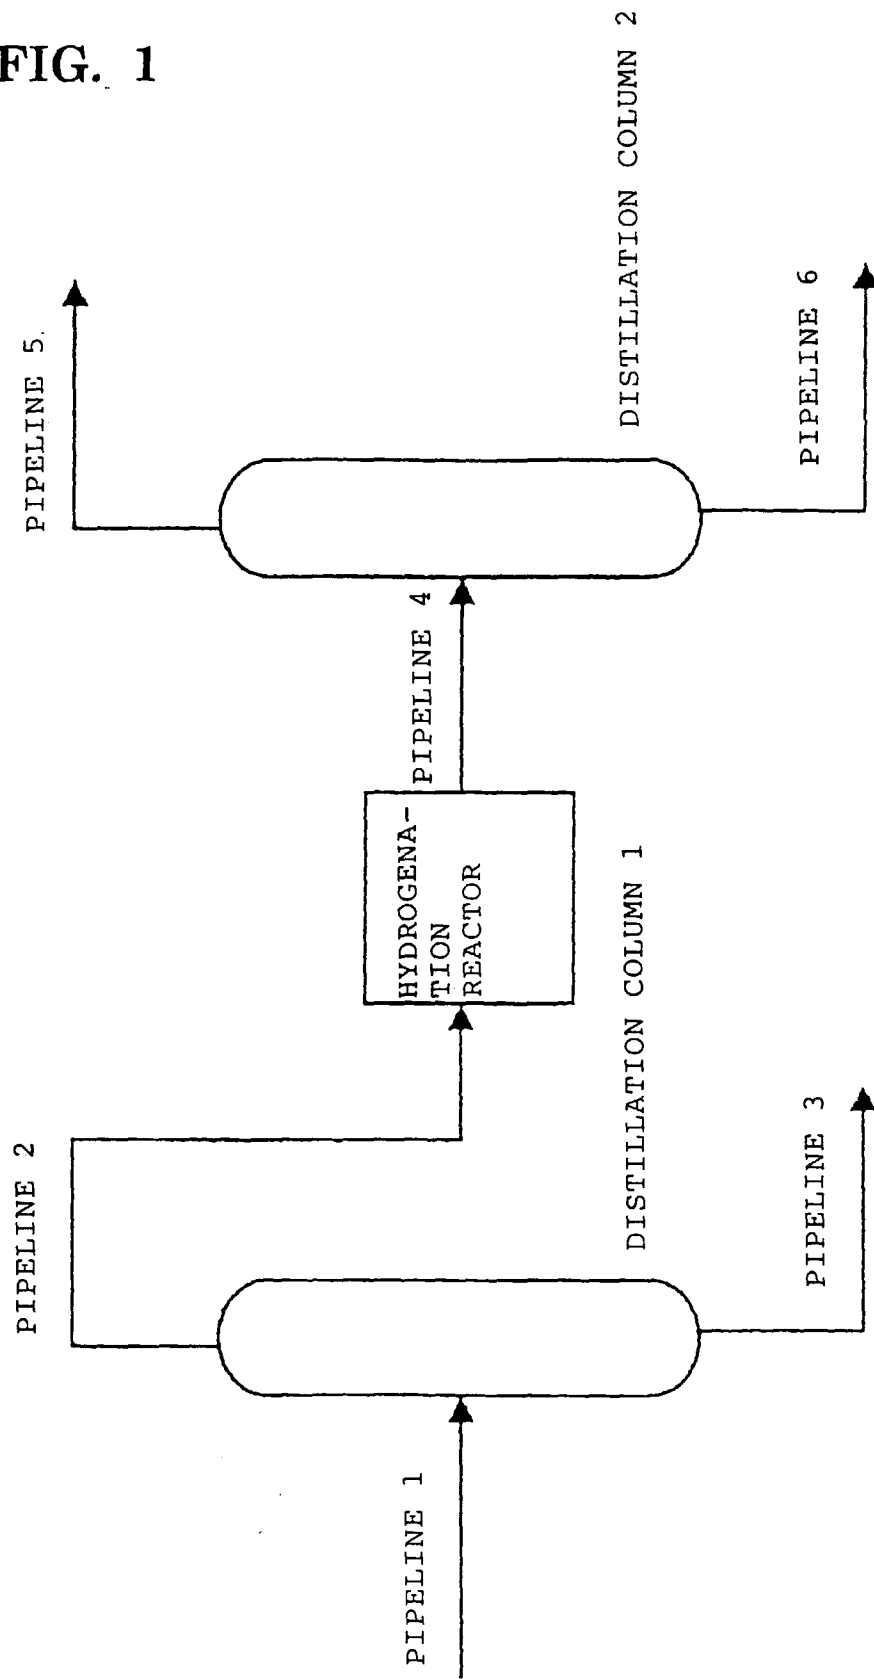 FIG. 1
PIPELINE 1
PIPELINE 2
DISTILLATION COLUMN 1
PIPELINE 3
HYDROGENA-
TION
REACTOR
PIPELINE 4
PIPELINE 5
DISTILLATION COLUMN 2
PIPELINE 6